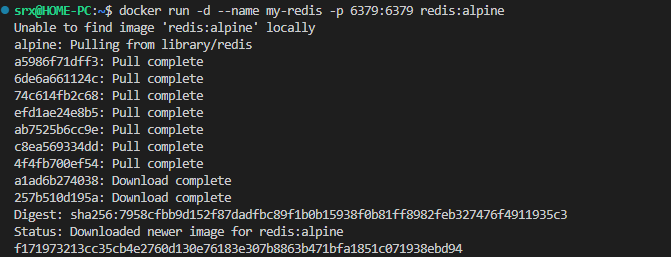 srx@HOME-PC:~$ docker run -d --name my-redis -p 6379:6379 redis:alpine
Unable to find image 'redis:alpine' locally
alpine: Pulling from library/redis
a5986f71dff3: Pull complete
6de6a661124c: Pull complete
74c614fb2c68: Pull complete
efd1ae24e8b5: Pull complete
ab7525b6cc9e: Pull complete
c8ea569334dd: Pull complete
4f4fb700ef54: Pull complete
a1ad6b274038: Download complete
257b510d195a: Download complete
Digest: sha256:7958cfbb9d152f87dadfbc89f1b0b15938f0b81ff8982feb327476f4911935c3
Status: Downloaded newer image for redis:alpine
f171973213cc35cb4e2760d130e76183e307b8863b471bfa1851c071938ebd94